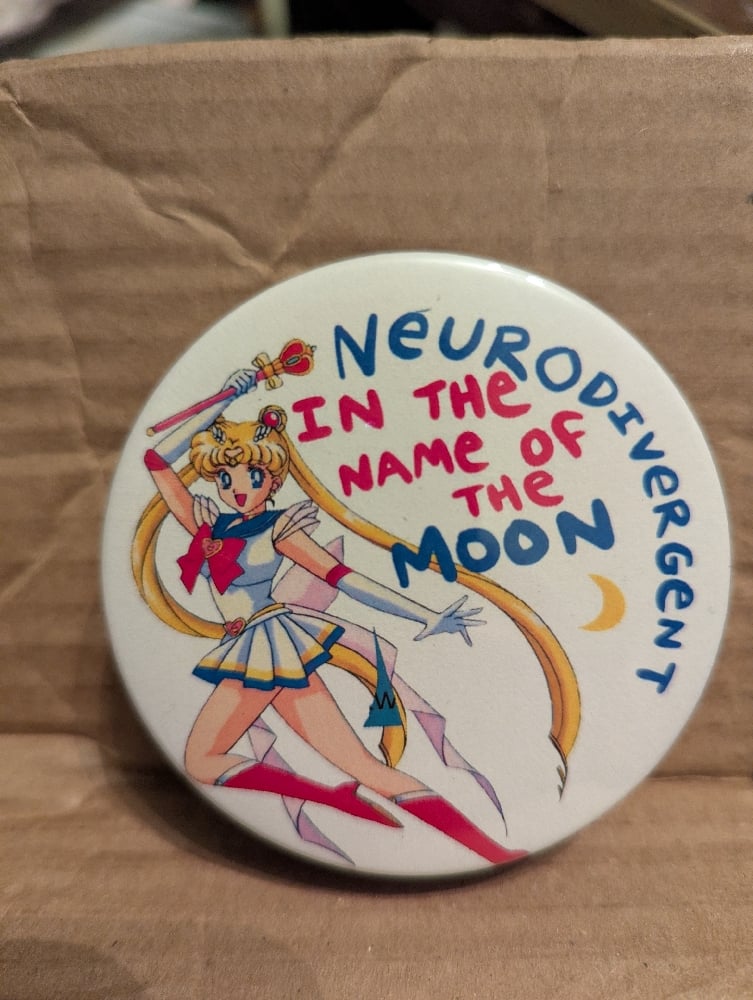 NeURODIVeRGeNT
IN THe
NAMe OF
THe
MOON
.W